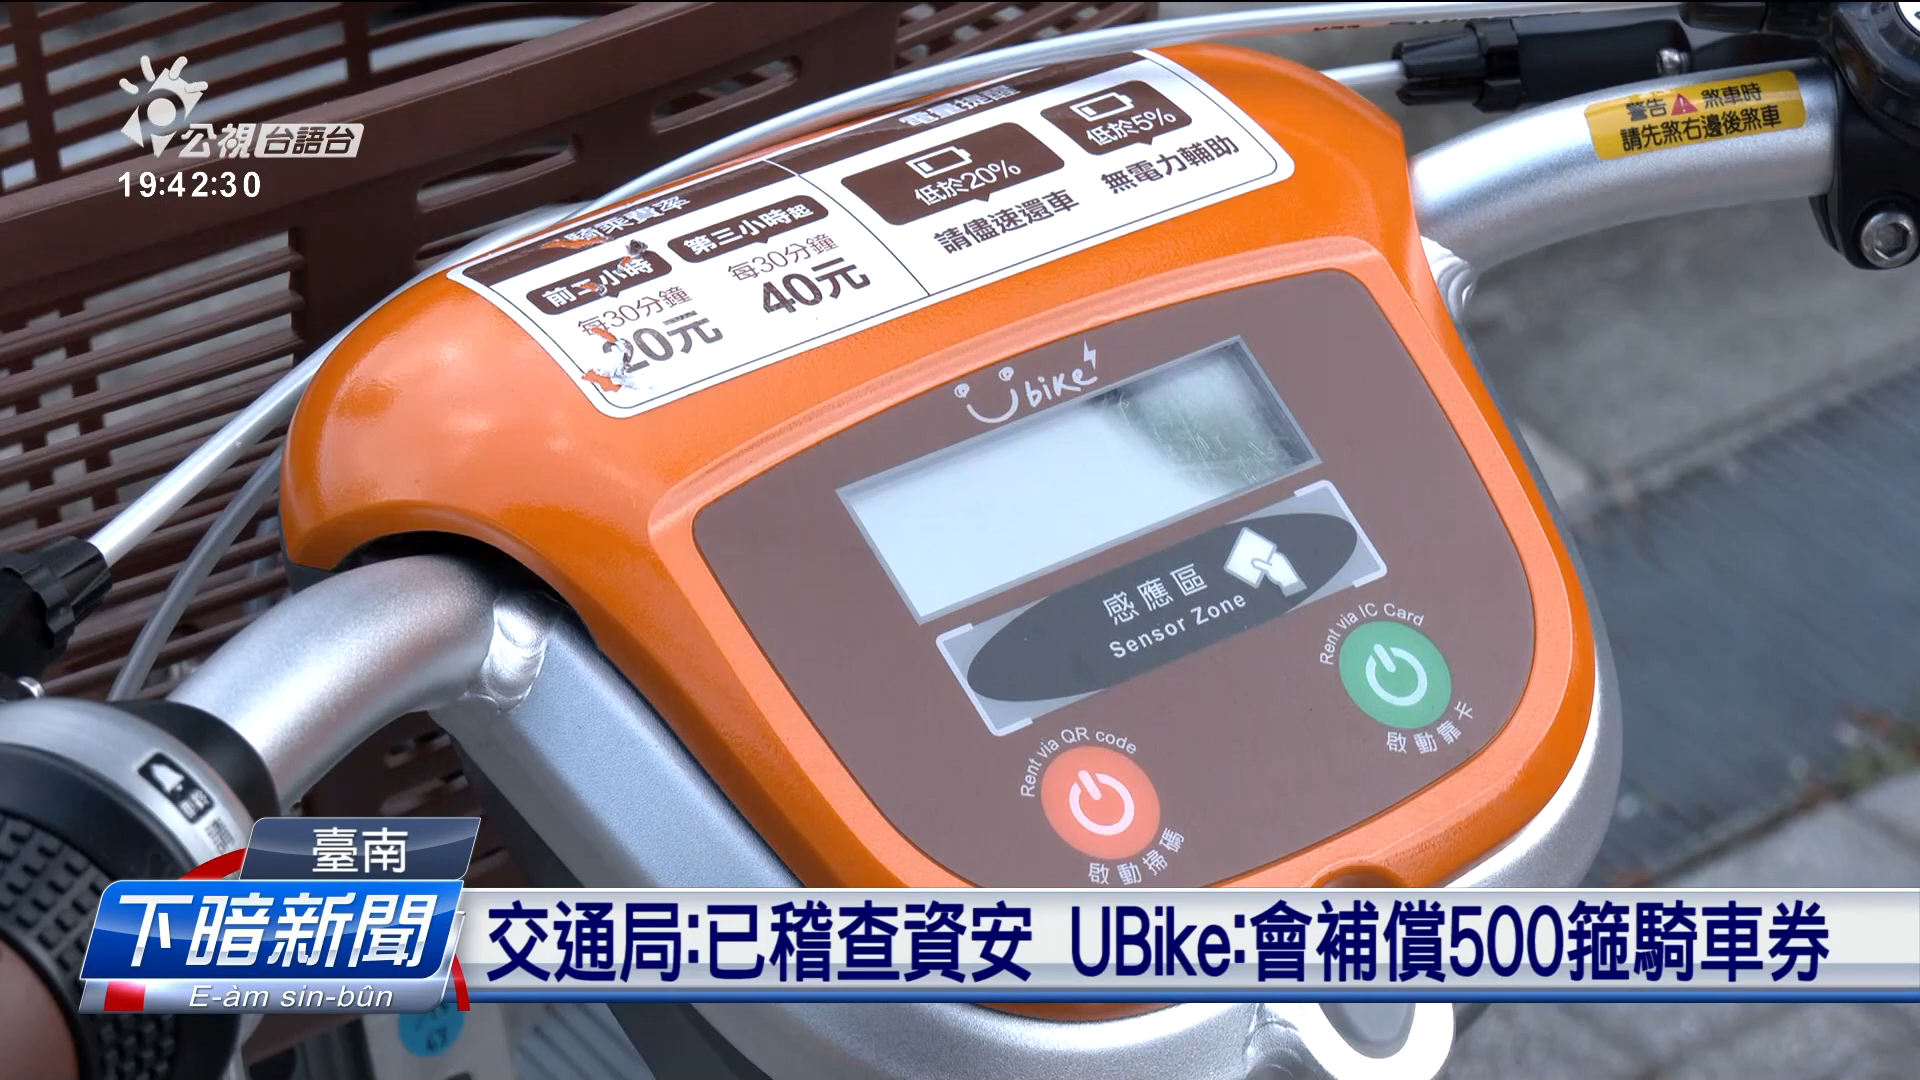 公視台語台
19:42:30
騎乘費率
前二小時
每30分鐘
20元
第三小時起
每30分鐘
40元
電量提醒
低於20%
請儘速還車
低於5%
無電力輔助
警告 煞車時
請先煞右邊後煞車
Ubike
感應區
Sensor Zone
Rent via IC Card
啟動靠卡
Rent via QR code
啟動掃碼
臺南
下暗新聞
E-àm sin-bûn
交通局:已稽查資安 UBike:會補償500箍騎車券